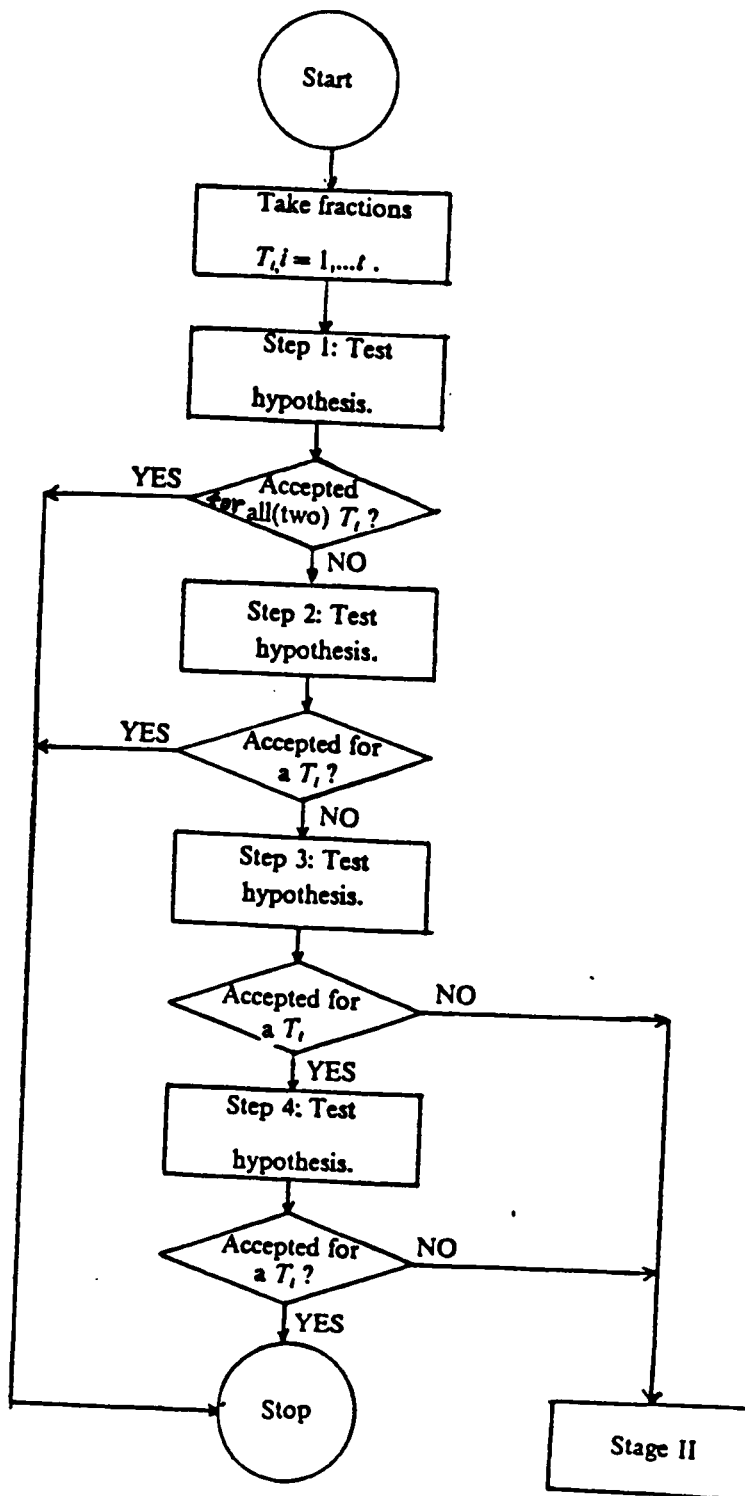 Start
Take fractions
T_i, i = 1,...t .
Step 1: Test
hypothesis.
YES
Accepted
for all(two) T_i ?
NO
Step 2: Test
hypothesis.
YES
Accepted for
a T_i ?
NO
Step 3: Test
hypothesis.
Accepted for
a T_i
NO
YES
Step 4: Test
hypothesis.
Accepted for
a T_i ?
NO
YES
Stop
Stage II